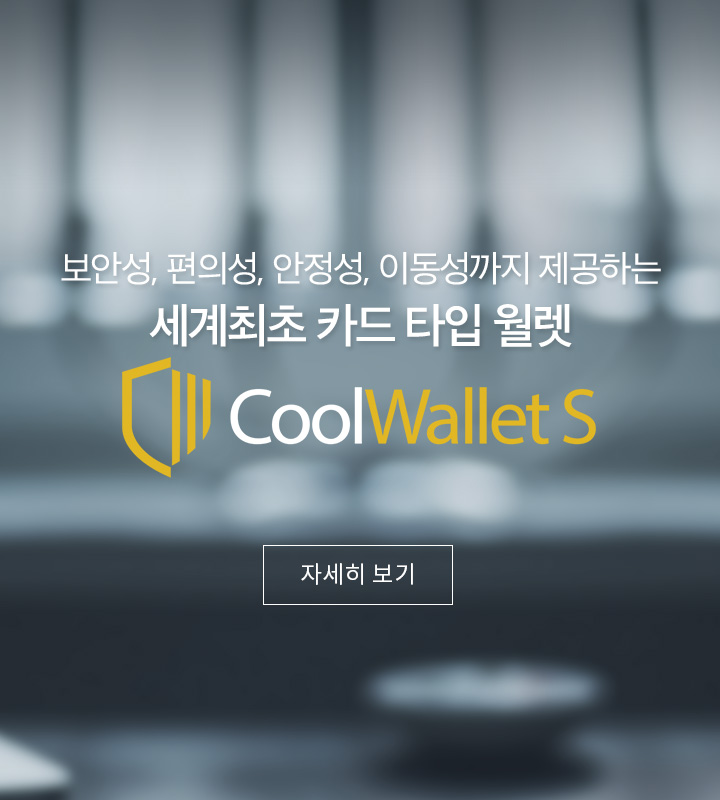 보안성, 편의성, 안정성, 이동성까지 제공하는
세계최초 카드 타입 월렛
CoolWallet S
자세히 보기